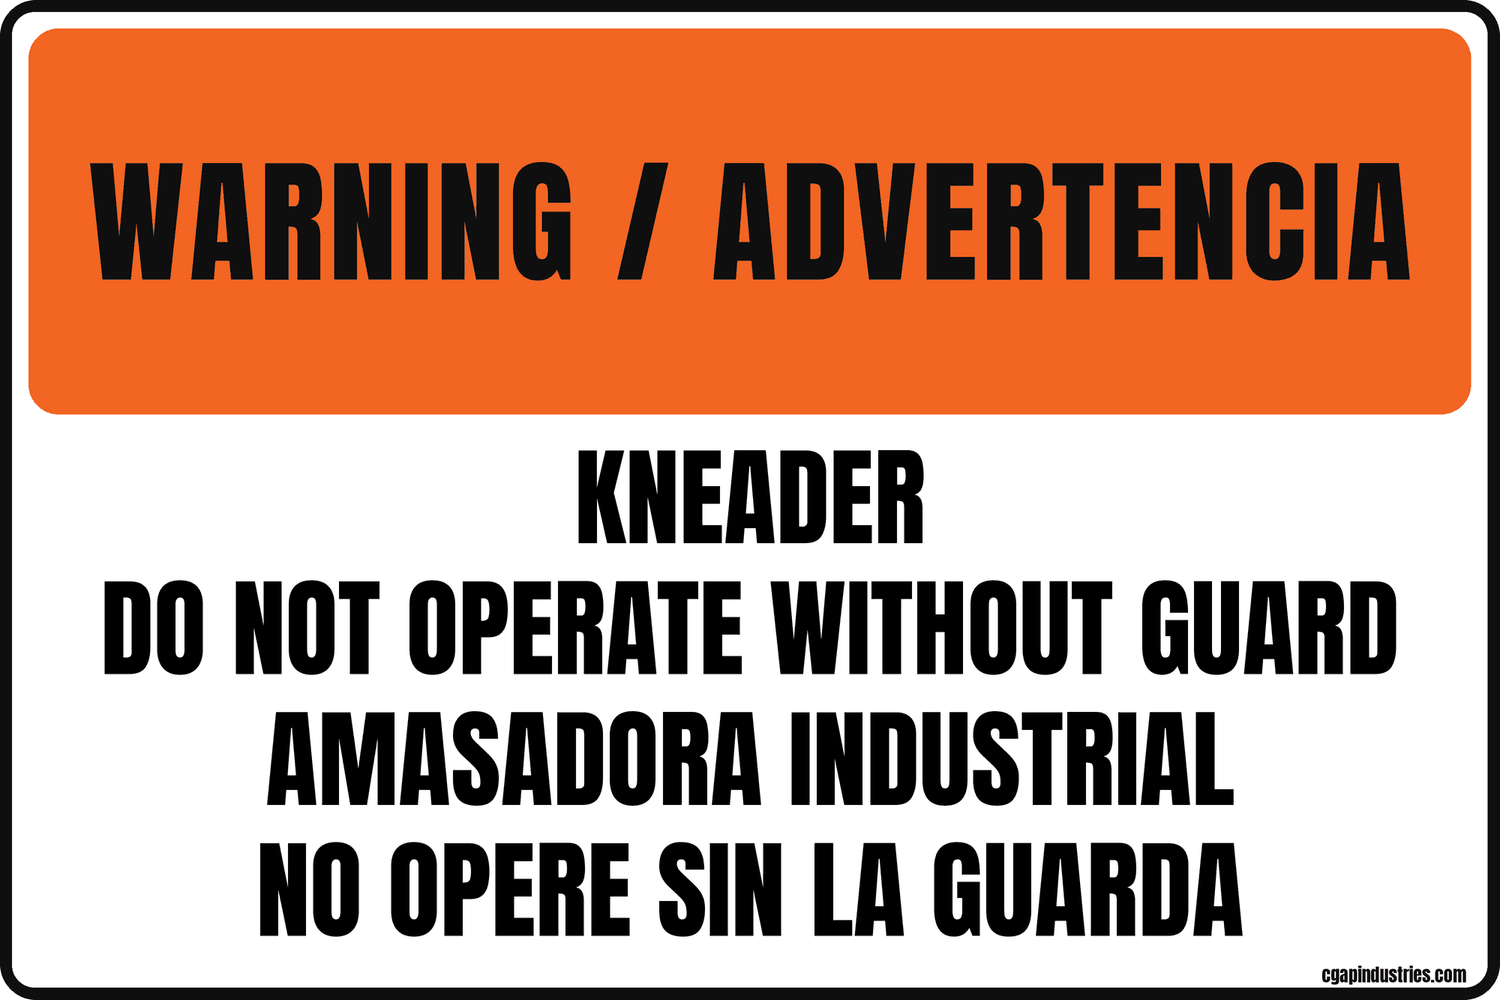 WARNING / ADVERTENCIA
KNEADER
DO NOT OPERATE WITHOUT GUARD
AMASADORA INDUSTRIAL
NO OPERE SIN LA GUARDA
cgapindustries.com